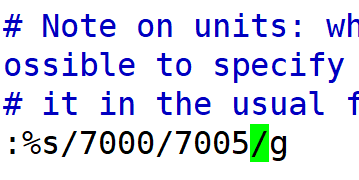 # Note on units: wh
ossible to specify
# it in the usual f
:%s/7000/7005/g